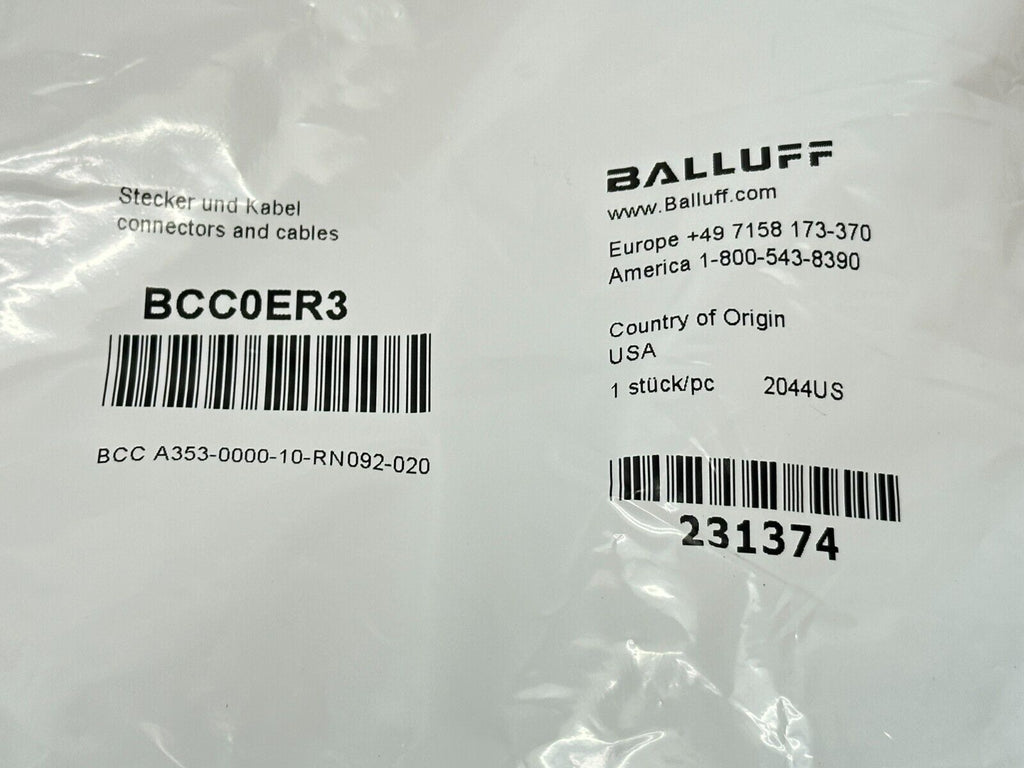 Stecker und Kabel
connectors and cables
BCC0ER3
BCC A353-0000-10-RN092-020
BALLUFF
www.Balluff.com
Europe +49 7158 173-370
America 1-800-543-8390
Country of Origin
USA
1 stück/pc 2044US
231374